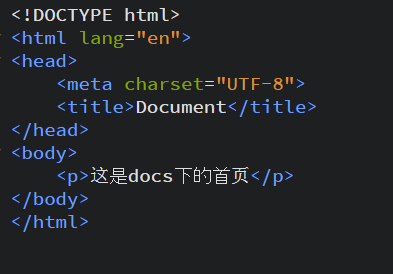 <!DOCTYPE html>
<html lang="en">
<head>
    <meta charset="UTF-8">
    <title>Document</title>
</head>
<body>
    <p>这是docs下的首页</p>
</body>
</html>